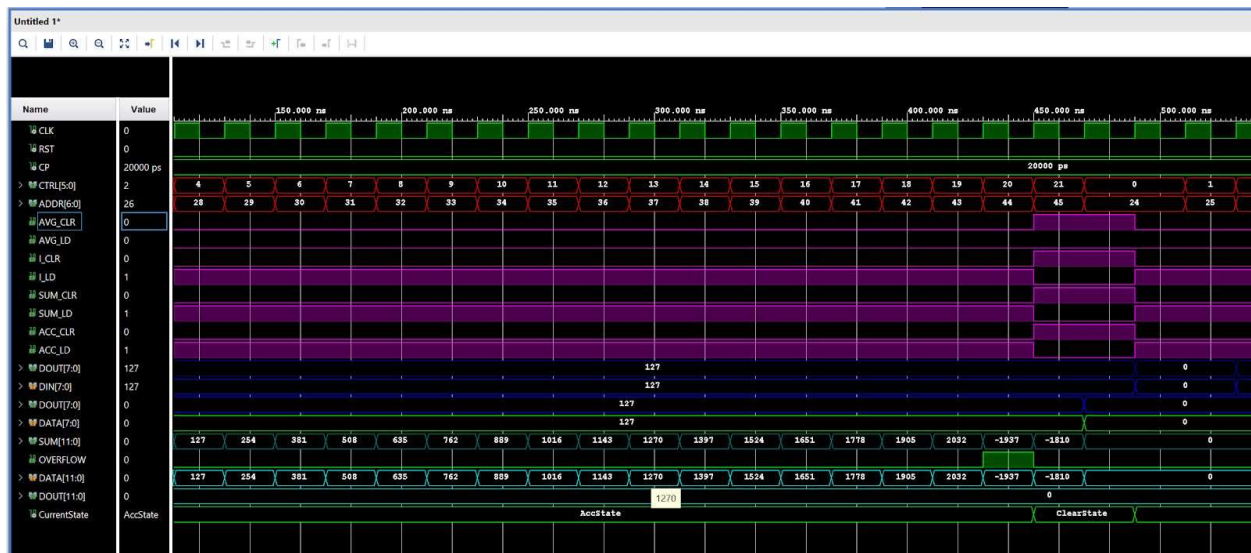 Untitled 1*
Name Value
150.000 ns 200.000 ns 250.000 ns 300.000 ns 350.000 ns 400.000 ns 450.000 ns 500.000 ns
CLK 0
RST 0
CP 20000 ps 20000 ps
CTRL[5:0] 2 4 5 6 7 8 9 10 11 12 13 14 15 16 17 18 19 20 21 0 1
ADDR[6:0] 26 28 29 30 31 32 33 34 35 36 37 38 39 40 41 42 43 44 45 24 25
AVG_CLR 0
AVG_LD 0
I_CLR 0
I_LD 1
SUM_CLR 0
SUM_LD 1
ACC_CLR 0
ACC_LD 1
DOUT[7:0] 127 127 0
DIN[7:0] 127 127 0
DOUT[7:0] 0 127 0
DATA[7:0] 0 127 0
SUM[11:0] 0 127 254 381 508 635 762 889 1016 1143 1270 1397 1524 1651 1778 1905 2032 -1937 -1810 0
OVERFLOW 0
DATA[11:0] 0 127 254 381 508 635 762 889 1016 1143 1270 1397 1524 1651 1778 1905 2032 -1937 -1810 0
DOUT[11:0] 0 1270 0
CurrentState AccState AccState ClearState